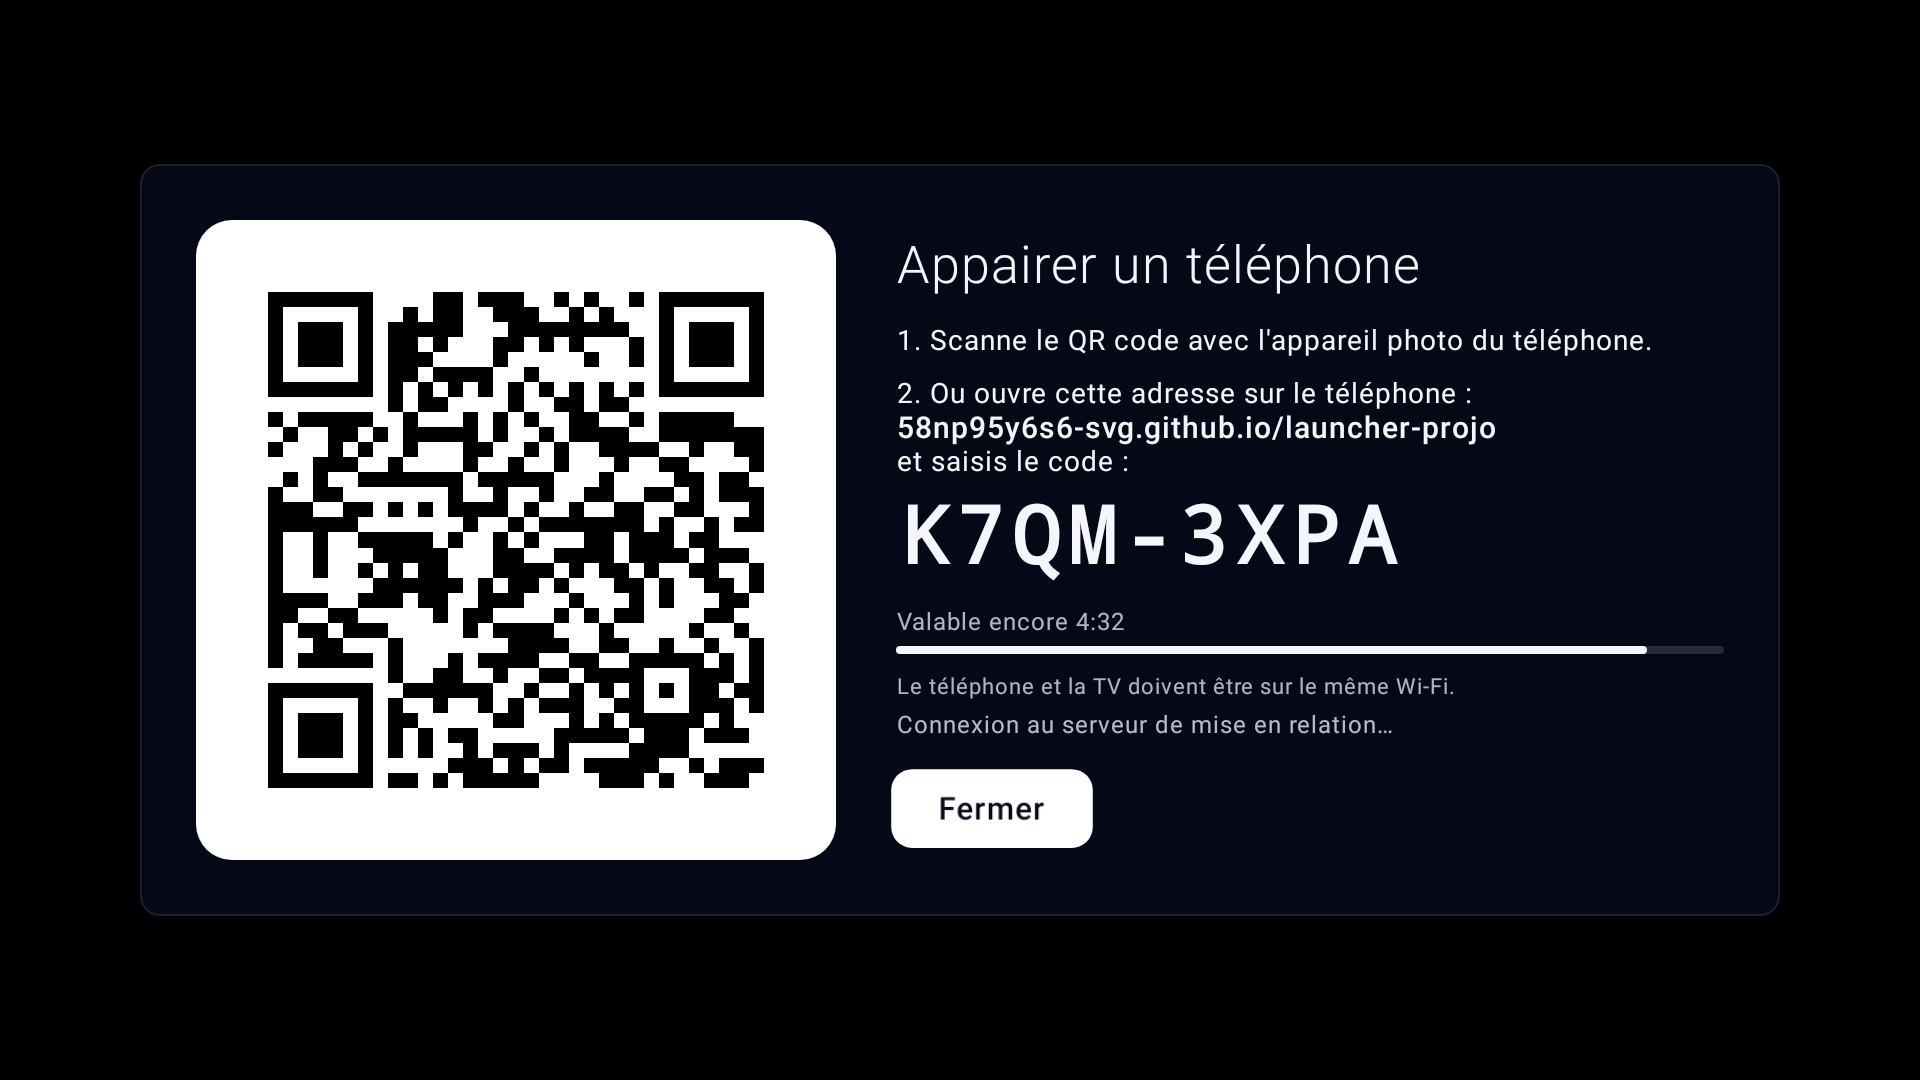 Appairer un téléphone
1. Scanne le QR code avec l'appareil photo du téléphone.
2. Ou ouvre cette adresse sur le téléphone :
58np95y6s6-svg.github.io/launcher-projo
et saisis le code :
K7QM-3XPA
Valable encore 4:32
Le téléphone et la TV doivent être sur le même Wi-Fi.
Connexion au serveur de mise en relation…
Fermer